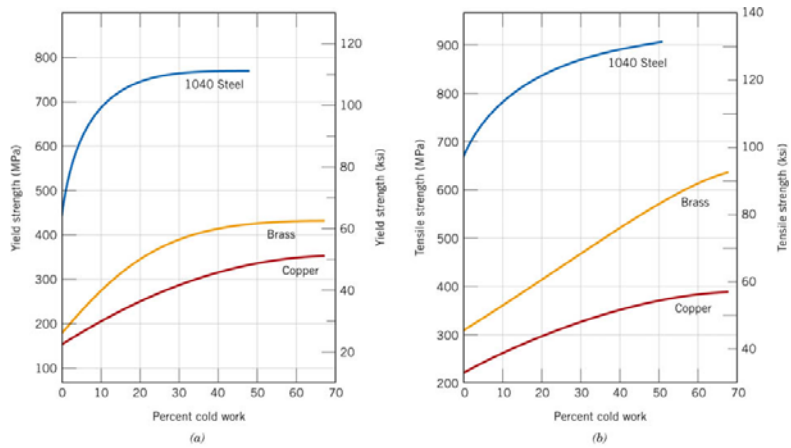 Yield strength (MPa)
800
700
600
500
400
300
200
100
120
100
80
60
40
20
Yield strength (ksi)
1040 Steel
Brass
Copper
0 10 20 30 40 50 60 70
Percent cold work
(a)
Tensile strength (MPa)
900
800
700
600
500
400
300
200
140
120
100
80
60
40
Tensile strength (ksi)
1040 Steel
Brass
Copper
0 10 20 30 40 50 60 70
Percent cold work
(b)